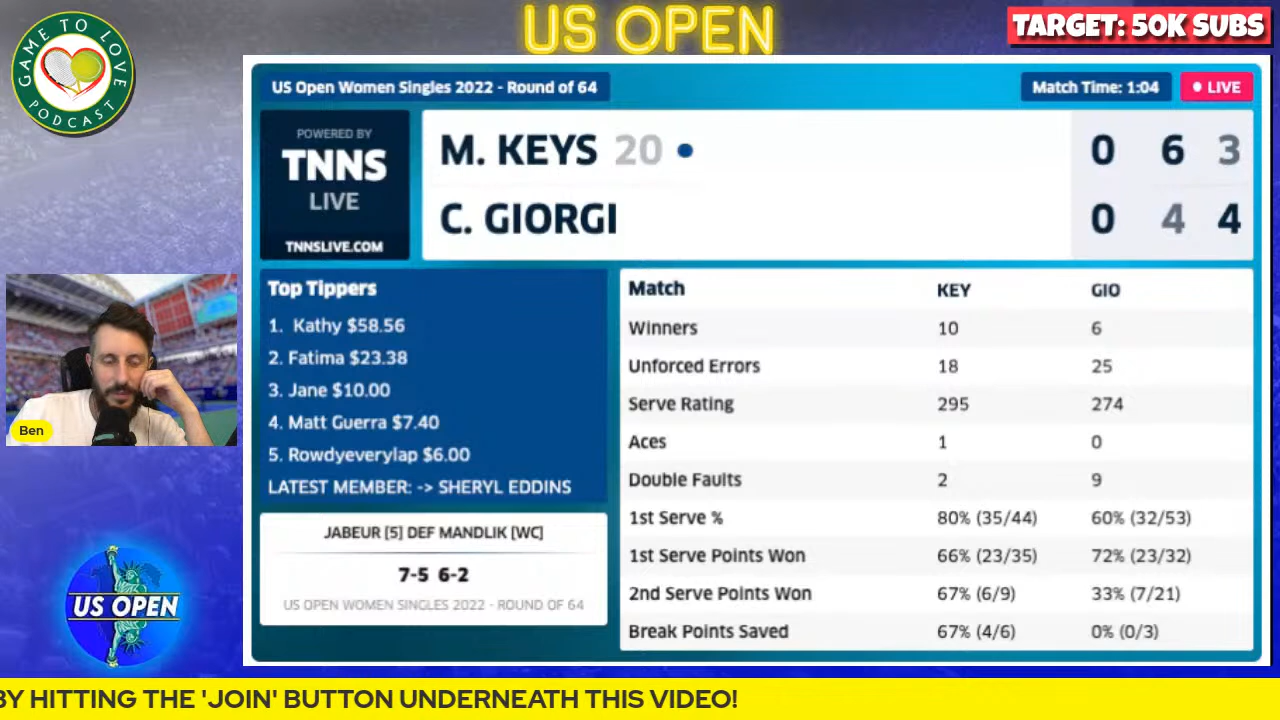 GAME TO LOVE
PODCAST
US OPEN
TARGET: 50K SUBS
US Open Women Singles 2022 - Round of 64
Match Time: 1:04
LIVE
POWERED BY
TNNS
LIVE
TNNSLIVE.COM
M. KEYS 20 0 6 3
C. GIORGI 0 4 4
Top Tippers
1. Kathy $58.56
2. Fatima $23.38
3. Jane $10.00
4. Matt Guerra $7.40
5. Rowdyeverylap $6.00
LATEST MEMBER: -> SHERYL EDDINS
JABEUR [5] DEF MANDLIK [WC]
7-5 6-2
US OPEN WOMEN SINGLES 2022 - ROUND OF 64
Match KEY GIO
Winners 10 6
Unforced Errors 18 25
Serve Rating 295 274
Aces 1 0
Double Faults 2 9
1st Serve % 80% (35/44) 60% (32/53)
1st Serve Points Won 66% (23/35) 72% (23/32)
2nd Serve Points Won 67% (6/9) 33% (7/21)
Break Points Saved 67% (4/6) 0% (0/3)
Ben
US OPEN
BY HITTING THE 'JOIN' BUTTON UNDERNEATH THIS VIDEO!